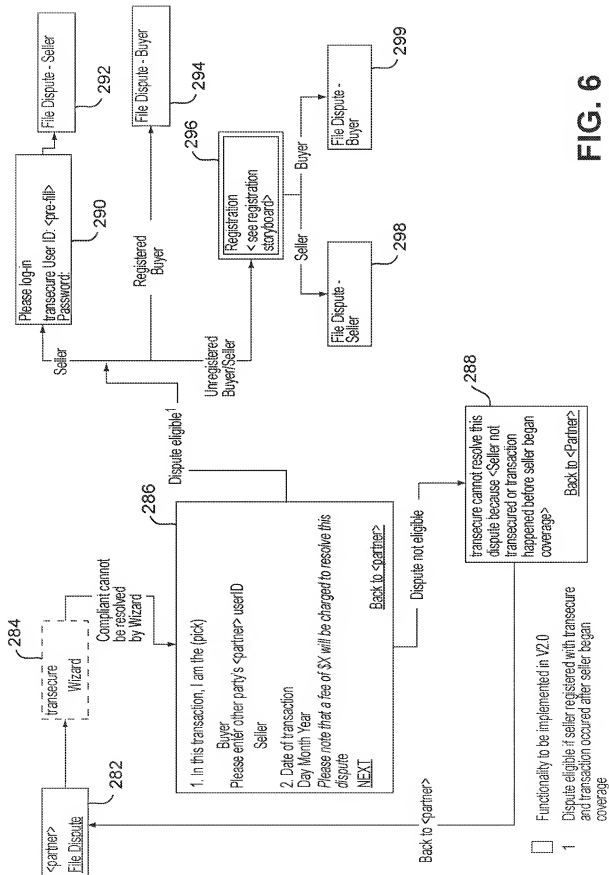 <partner>
File Dispute
282
284
transecure
Wizard
Compliant cannot
be resolved
by Wizard
286
1. In this transaction, I am the (pick)
Buyer
Please enter other party's <partner> userID
Seller
2. Date of transaction
Day Month Year
Please note that a fee of $X will be charged to resolve this
dispute
NEXT
Back to <partner>
Dispute eligible1
Seller
Registered
Buyer
Unregistered
Buyer/Seller
Please log-in
transecure User ID: <pre-fill>
Password:
290
File Dispute - Seller
292
File Dispute - Buyer
294
296
Registration
< see registration
storyboard>
Seller
Buyer
File Dispute -
Seller
298
File Dispute -
Buyer
299
Dispute not eligible
288
transecure cannot resolve this
dispute because <Seller not
transecured or transaction
happened before seller began
coverage>
Back to <Partner>
Back to <partner>
Functionality to be implemented in V2.0
1 Dispute eligible if seller registered with transecure
and transaction occured after seller began
coverage
FIG. 6